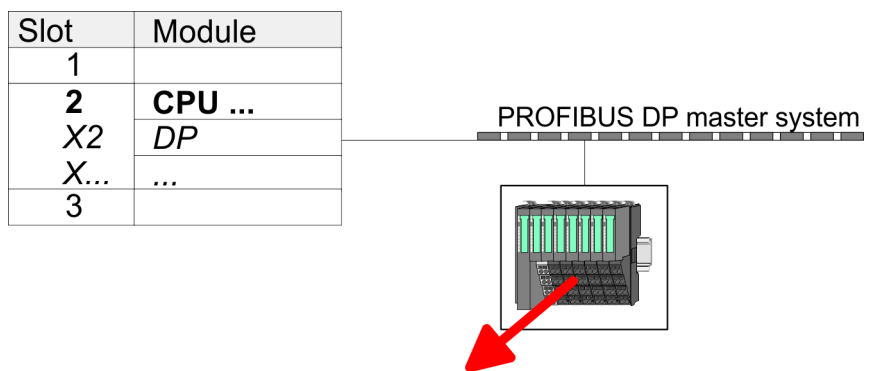 Slot Module
1
2 CPU ...
X2 DP
X... ...
3
PROFIBUS DP master system